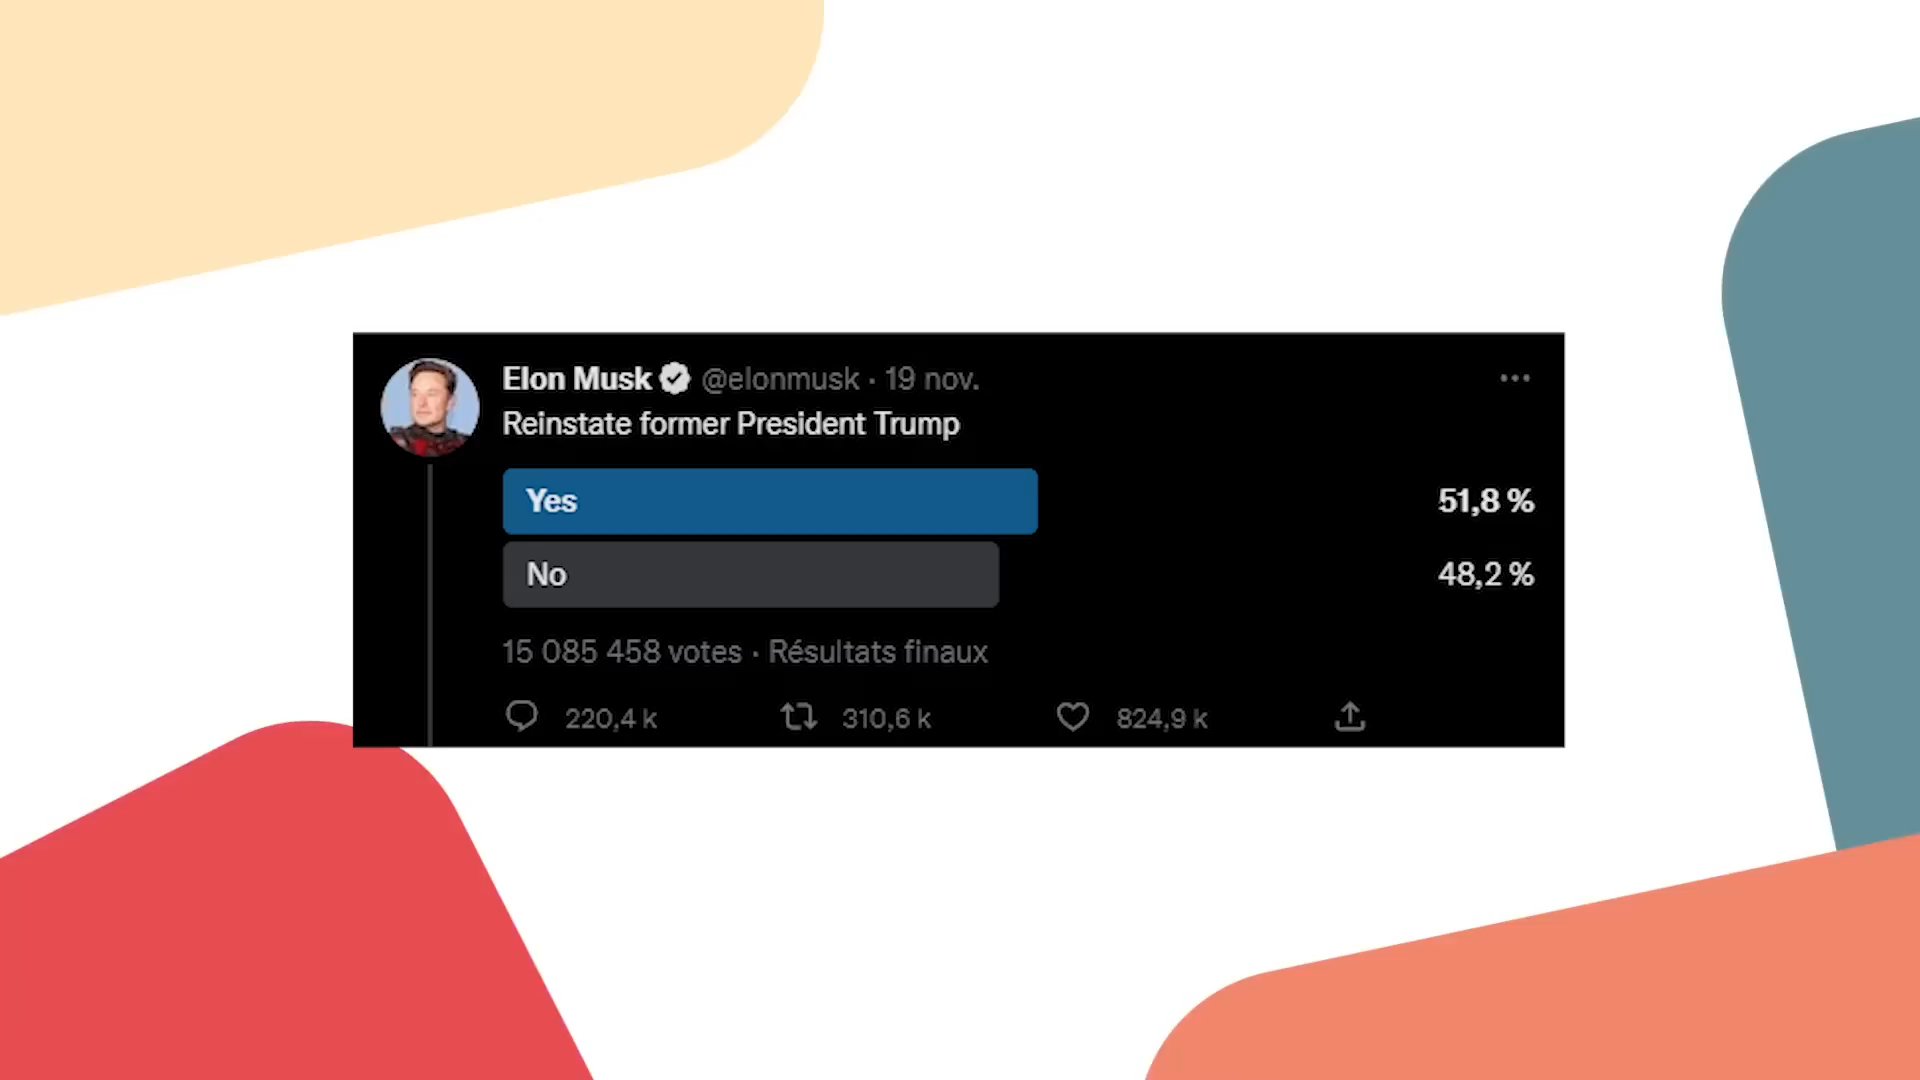 Elon Musk @elonmusk · 19 nov.
Reinstate former President Trump
Yes 51,8 %
No 48,2 %
15 085 458 votes · Résultats finaux
220,4 k 310,6 k 824,9 k